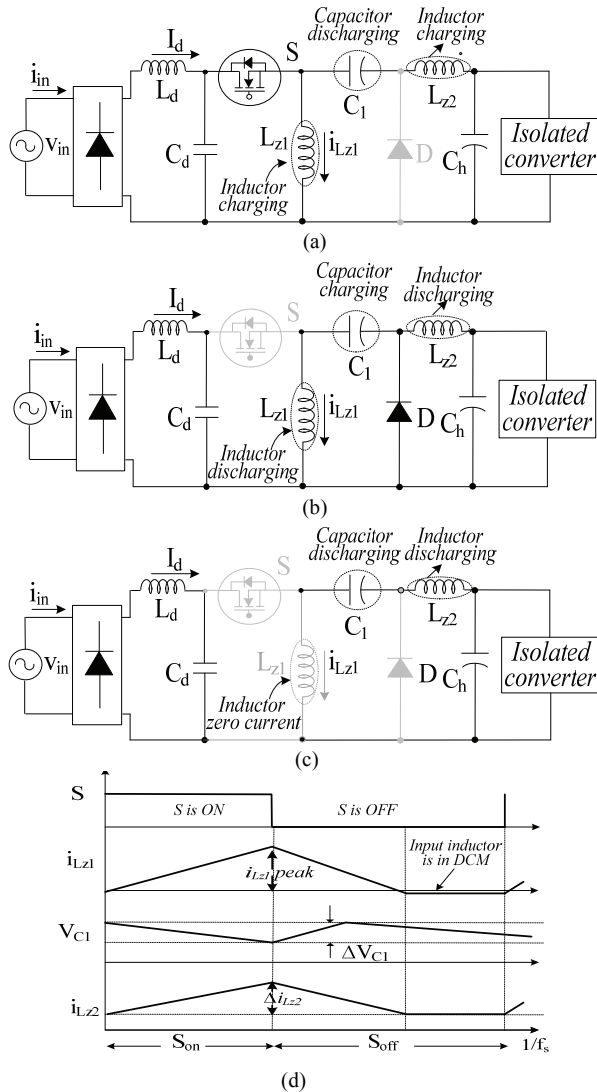 Capacitor discharging
Inductor charging
I_d
S
i_in
L_d
C_1
L_z2
v_in
C_d
L_z1
i_Lz1
D
C_h
Isolated converter
Inductor charging
(a)
Capacitor charging
Inductor discharging
I_d
S
i_in
L_d
C_1
L_z2
v_in
C_d
L_z1
i_Lz1
D
C_h
Isolated converter
Inductor discharging
(b)
Capacitor discharging
Inductor discharging
I_d
S
i_in
L_d
C_1
L_z2
v_in
C_d
L_z1
i_Lz1
D
C_h
Isolated converter
Inductor zero current
(c)
S
S is ON
S is OFF
i_Lz1
i_Lz1 peak
Input inductor is in DCM
V_C1
ΔV_C1
i_Lz2
Δi_Lz2
S_on
S_off
1/f_s
(d)